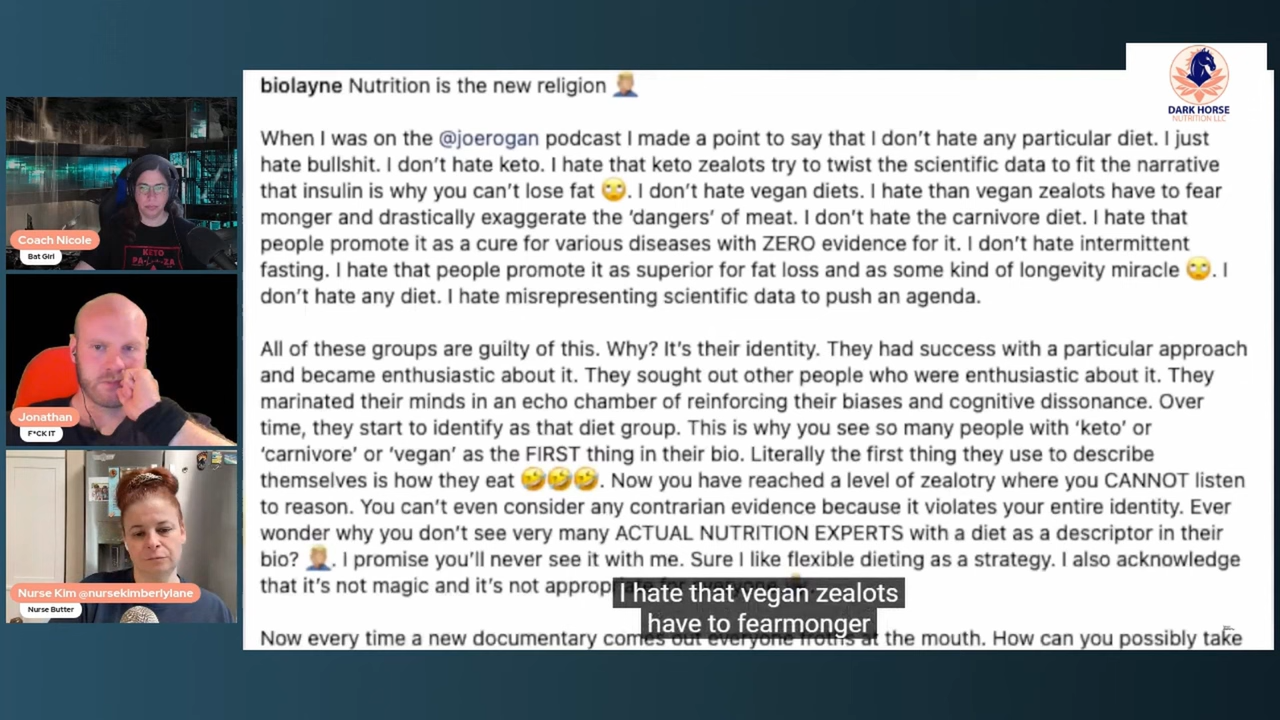 DARK HORSE
NUTRITION LLC
biolayne Nutrition is the new religion 🤦🏼‍♂️
When I was on the @joerogan podcast I made a point to say that I don't hate any particular diet. I just
hate bullshit. I don't hate keto. I hate that keto zealots try to twist the scientific data to fit the narrative
that insulin is why you can't lose fat 🙄. I don't hate vegan diets. I hate than vegan zealots have to fear
monger and drastically exaggerate the 'dangers' of meat. I don't hate the carnivore diet. I hate that
people promote it as a cure for various diseases with ZERO evidence for it. I don't hate intermittent
fasting. I hate that people promote it as superior for fat loss and as some kind of longevity miracle 🙄. I
don't hate any diet. I hate misrepresenting scientific data to push an agenda.
All of these groups are guilty of this. Why? It's their identity. They had success with a particular approach
and became enthusiastic about it. They sought out other people who were enthusiastic about it. They
marinated their minds in an echo chamber of reinforcing their biases and cognitive dissonance. Over
time, they start to identify as that diet group. This is why you see so many people with 'keto' or
'carnivore' or 'vegan' as the FIRST thing in their bio. Literally the first thing they use to describe
themselves is how they eat 🤣🤣🤣. Now you have reached a level of zealotry where you CANNOT listen
to reason. You can't even consider any contrarian evidence because it violates your entire identity. Ever
wonder why you don't see very many ACTUAL NUTRITION EXPERTS with a diet as a descriptor in their
bio? 🤦🏼‍♂️. I promise you'll never see it with me. Sure I like flexible dieting as a strategy. I also acknowledge
that it's not magic and it's not appropriate for everyone
Now every time a new documentary comes out everyone froths at the mouth. How can you possibly take
I hate that vegan zealots
have to fearmonger
Coach Nicole
Bat Girl
KETO
PA-LOO-ZA
Jonathan
F*CK IT
Nurse Kim @nursekimberlylane
Nurse Butter